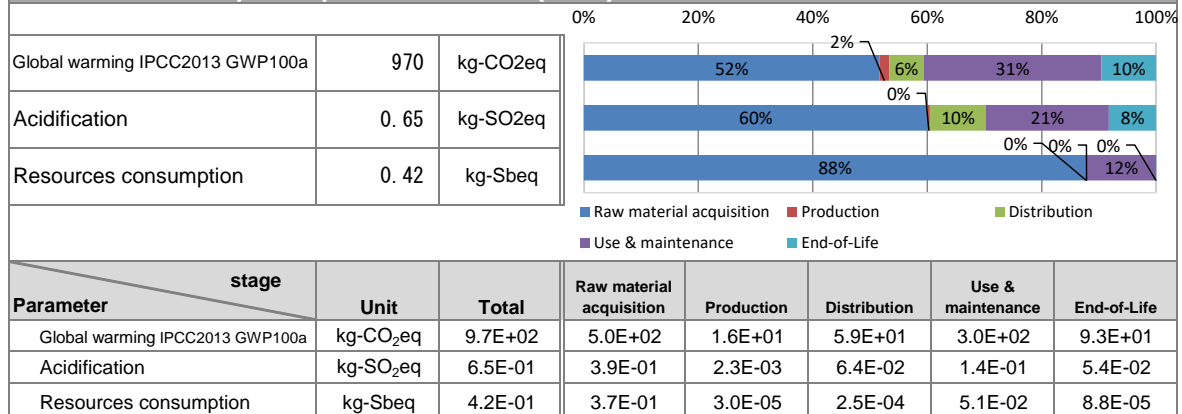 0% 20% 40% 60% 80% 100%
Global warming IPCC2013 GWP100a 970 kg-CO2eq
2%
52% 6% 31% 10%
Acidification 0.65 kg-SO2eq
0%
60% 10% 21% 8%
Resources consumption 0.42 kg-Sbeq
0% 0% 0%
88% 12%
Raw material acquisition Production Distribution
Use & maintenance End-of-Life
stage
Parameter Unit Total Raw material acquisition Production Distribution Use & maintenance End-of-Life
Global warming IPCC2013 GWP100a kg-CO₂eq 9.7E+02 5.0E+02 1.6E+01 5.9E+01 3.0E+02 9.3E+01
Acidification kg-SO₂eq 6.5E-01 3.9E-01 2.3E-03 6.4E-02 1.4E-01 5.4E-02
Resources consumption kg-Sbeq 4.2E-01 3.7E-01 3.0E-05 2.5E-04 5.1E-02 8.8E-05